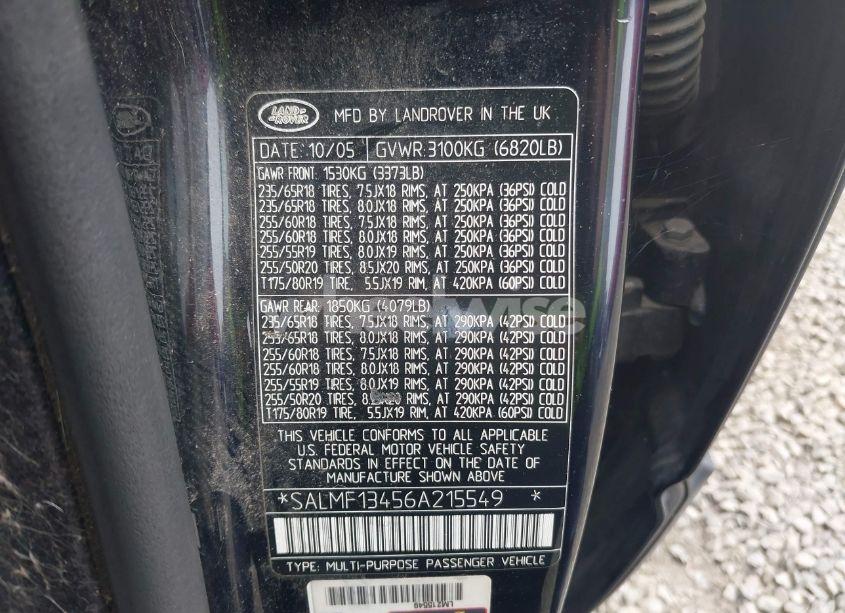 LAND-
-ROVER
MFD BY LANDROVER IN THE UK
DATE: 10/05 GVWR:3100KG (6820LB)
GAWR FRONT: 1530KG (3373LB)
235/65R18 TIRES, 7.5JX18 RIMS, AT 250KPA (36PSI) COLD
235/65R18 TIRES, 8.0JX18 RIMS, AT 250KPA (36PSI) COLD
255/60R18 TIRES, 7.5JX18 RIMS, AT 250KPA (36PSI) COLD
255/60R18 TIRES, 8.0JX18 RIMS, AT 250KPA (36PSI) COLD
255/55R19 TIRES, 8.0JX19 RIMS, AT 250KPA (36PSI) COLD
255/50R20 TIRES, 8.5JX20 RIMS, AT 250KPA (36PSI) COLD
T175/80R19 TIRE, 5.5JX19 RIM, AT 420KPA (60PSI) COLD
GAWR REAR: 1850KG (4079LB)
235/65R18 TIRES, 7.5JX18 RIMS, AT 290KPA (42PSI) COLD
235/65R18 TIRES, 8.0JX18 RIMS, AT 290KPA (42PSI) COLD
255/60R18 TIRES, 7.5JX18 RIMS, AT 290KPA (42PSI) COLD
255/60R18 TIRES, 8.0JX18 RIMS, AT 290KPA (42PSI) COLD
255/55R19 TIRES, 8.0JX19 RIMS, AT 290KPA (42PSI) COLD
255/50R20 TIRES, RIMS, AT 290KPA (42PSI) COLD
T175/80R19 TIRE, 5.5JX19 RIM, AT 420KPA (60PSI) COLD
THIS VEHICLE CONFORMS TO ALL APPLICABLE
U.S. FEDERAL MOTOR VEHICLE SAFETY
STANDARDS IN EFFECT ON THE DATE OF
MANUFACTURE SHOWN ABOVE
*SALMF13456A215549 *
TYPE: MULTI-PURPOSE PASSENGER VEHICLE
LM215549